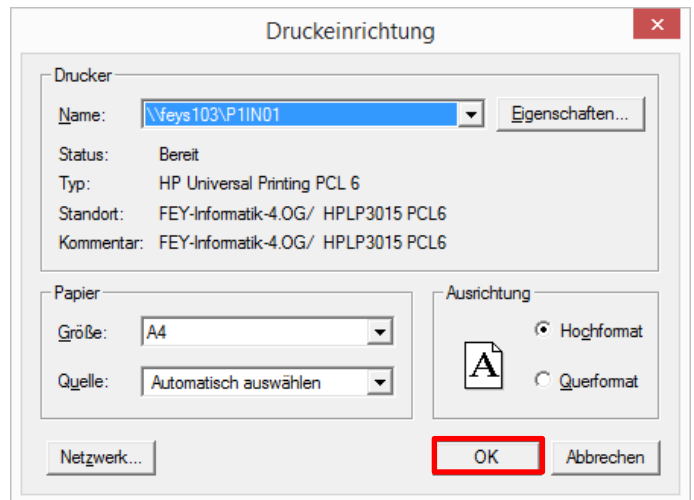 Druckeinrichtung
Drucker
Name: \\feys103\P1IN01 Eigenschaften...
Status: Bereit
Typ: HP Universal Printing PCL 6
Standort: FEY-Informatik-4.OG/ HPLP3015 PCL6
Kommentar: FEY-Informatik-4.OG/ HPLP3015 PCL6
Papier
Größe: A4
Quelle: Automatisch auswählen
Ausrichtung
A
Hochformat
Querformat
Netzwerk... OK Abbrechen